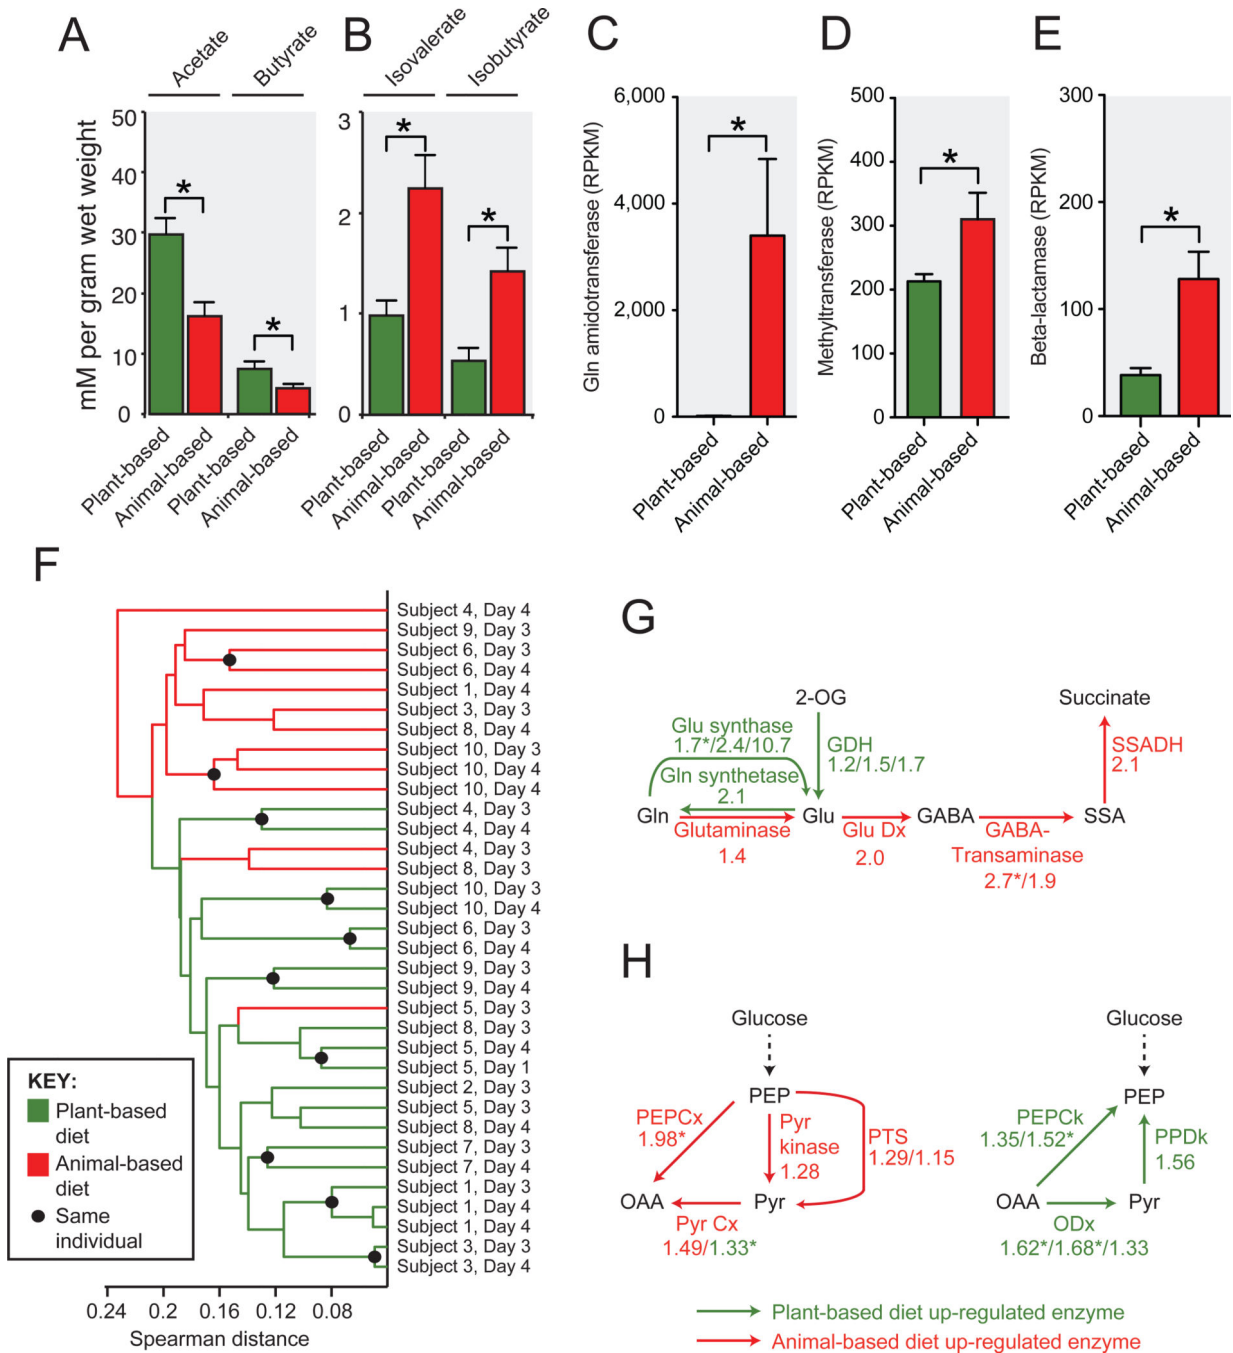 A
Acetate
Butyrate
mM per gram wet weight
50
40
30
20
10
0
Plant-based
Animal-based
Plant-based
Animal-based
B
Isovalerate
Isobutyrate
3
2
1
0
Plant-based
Animal-based
Plant-based
Animal-based
*
*
*
*
C
Gln amidotransferase (RPKM)
6,000
4,000
2,000
0
*
Plant-based
Animal-based
D
Methyltransferase (RPKM)
500
400
300
200
100
0
*
Plant-based
Animal-based
E
Beta-lactamase (RPKM)
300
200
100
0
*
Plant-based
Animal-based
F
Subject 4, Day 4
Subject 9, Day 3
Subject 6, Day 3
Subject 6, Day 4
Subject 1, Day 4
Subject 3, Day 3
Subject 8, Day 4
Subject 10, Day 3
Subject 10, Day 4
Subject 10, Day 4
Subject 4, Day 3
Subject 4, Day 4
Subject 4, Day 3
Subject 8, Day 3
Subject 10, Day 3
Subject 10, Day 4
Subject 6, Day 3
Subject 6, Day 4
Subject 9, Day 3
Subject 9, Day 4
Subject 5, Day 3
Subject 8, Day 3
Subject 5, Day 4
Subject 5, Day 1
Subject 2, Day 3
Subject 5, Day 3
Subject 8, Day 4
Subject 7, Day 3
Subject 7, Day 4
Subject 1, Day 3
Subject 1, Day 4
Subject 1, Day 4
Subject 3, Day 3
Subject 3, Day 4
KEY:
Plant-based
diet
Animal-based
diet
Same
individual
0.24 0.2 0.16 0.12 0.08
Spearman distance
G
2-OG
Succinate
Glu synthase
1.7*/2.4/10.7
GDH
1.2/1.5/1.7
SSADH
2.1
Gln synthetase
2.1
Gln
Glu
GABA
SSA
Glutaminase
1.4
Glu Dx
2.0
GABA-
Transaminase
2.7*/1.9
H
Glucose
PEP
PEPCx
1.98*
Pyr
kinase
1.28
PTS
1.29/1.15
OAA
Pyr
Pyr Cx
1.49/1.33*
Glucose
PEP
PEPCk
1.35/1.52*
PPDk
1.56
OAA
Pyr
ODx
1.62*/1.68*/1.33
Plant-based diet up-regulated enzyme
Animal-based diet up-regulated enzyme